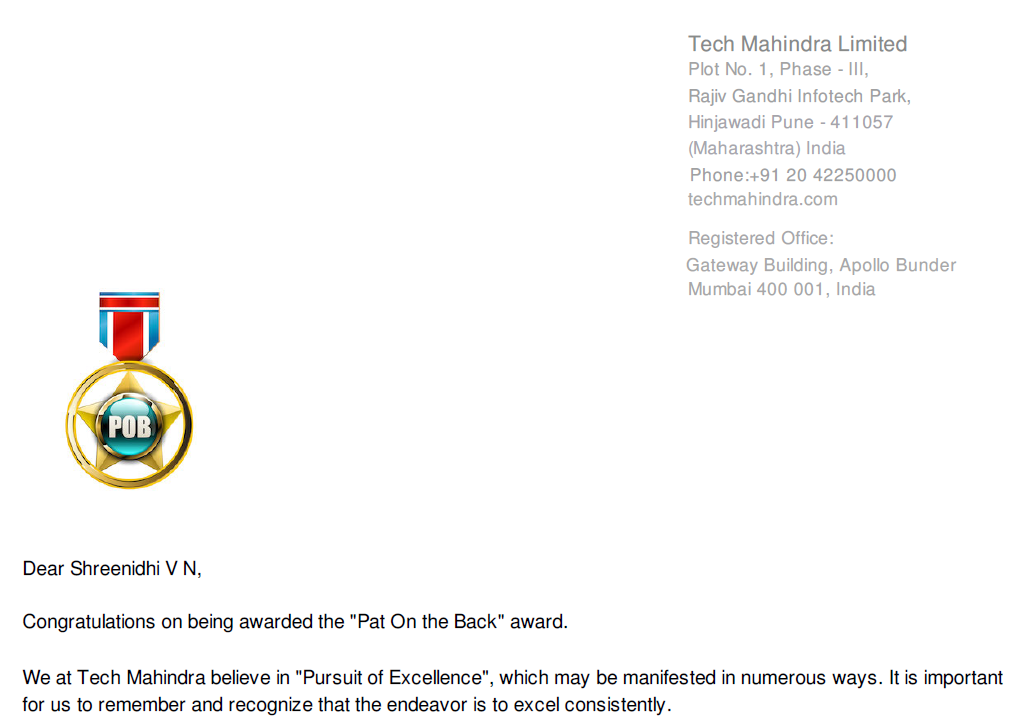 Tech Mahindra Limited
Plot No. 1, Phase - III,
Rajiv Gandhi Infotech Park,
Hinjawadi Pune - 411057
(Maharashtra) India
Phone:+91 20 42250000
techmahindra.com
Registered Office:
Gateway Building, Apollo Bunder
Mumbai 400 001, India
POB
Dear Shreenidhi V N,
Congratulations on being awarded the "Pat On the Back" award.
We at Tech Mahindra believe in "Pursuit of Excellence", which may be manifested in numerous ways. It is important
for us to remember and recognize that the endeavor is to excel consistently.